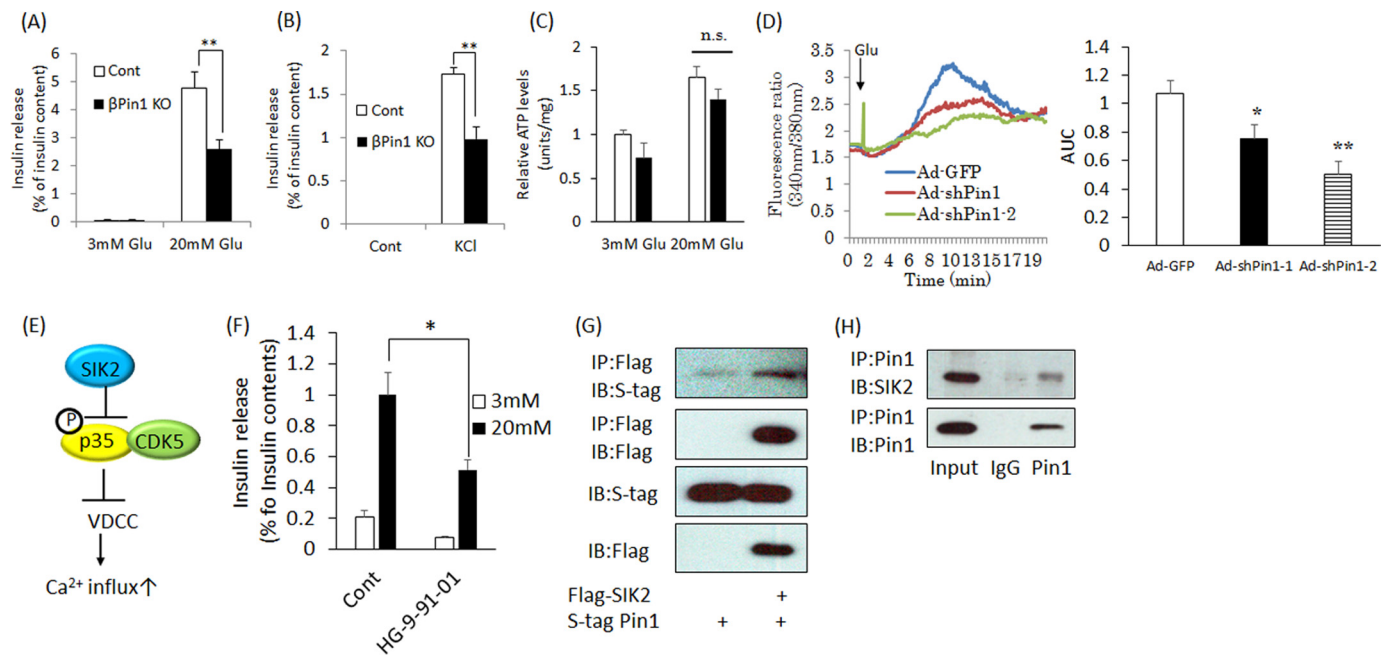 (A)
Insulin release
(% of insulin content)
6
5
4
3
2
1
0
Cont
βPin1 KO
**
3mM Glu
20mM Glu
(B)
Insulin release
(% of insulin content)
2
1
0
Cont
βPin1 KO
**
Cont
KCl
(C)
Relative ATP levels
(units/mg)
2
1.5
1
0.5
0
n.s.
3mM Glu
20mM Glu
(D)
Fluorescence ratio
(340nm/380nm)
3.5
3
2.5
2
1.5
1
0.5
0
Glu
Ad-GFP
Ad-shPin1
Ad-shPin1-2
0 2 4 6 8 10 13 15 17 19
Time (min)
AUC
1.4
1.2
1
0.8
0.6
0.4
0.2
0
*
**
Ad-GFP
Ad-shPin1-1
Ad-shPin1-2
(E)
SIK2
P
p35
CDK5
VDCC
Ca²⁺ influx↑
(F)
Insulin release
(% fo Insulin contents)
1.4
1.2
1
0.8
0.6
0.4
0.2
0
*
3mM
20mM
Cont
HG-9-91-01
(G)
IP:Flag
IB:S-tag
IP:Flag
IB:Flag
IB:S-tag
IB:Flag
Flag-SIK2 +
S-tag Pin1 + +
(H)
IP:Pin1
IB:SIK2
IP:Pin1
IB:Pin1
Input IgG Pin1